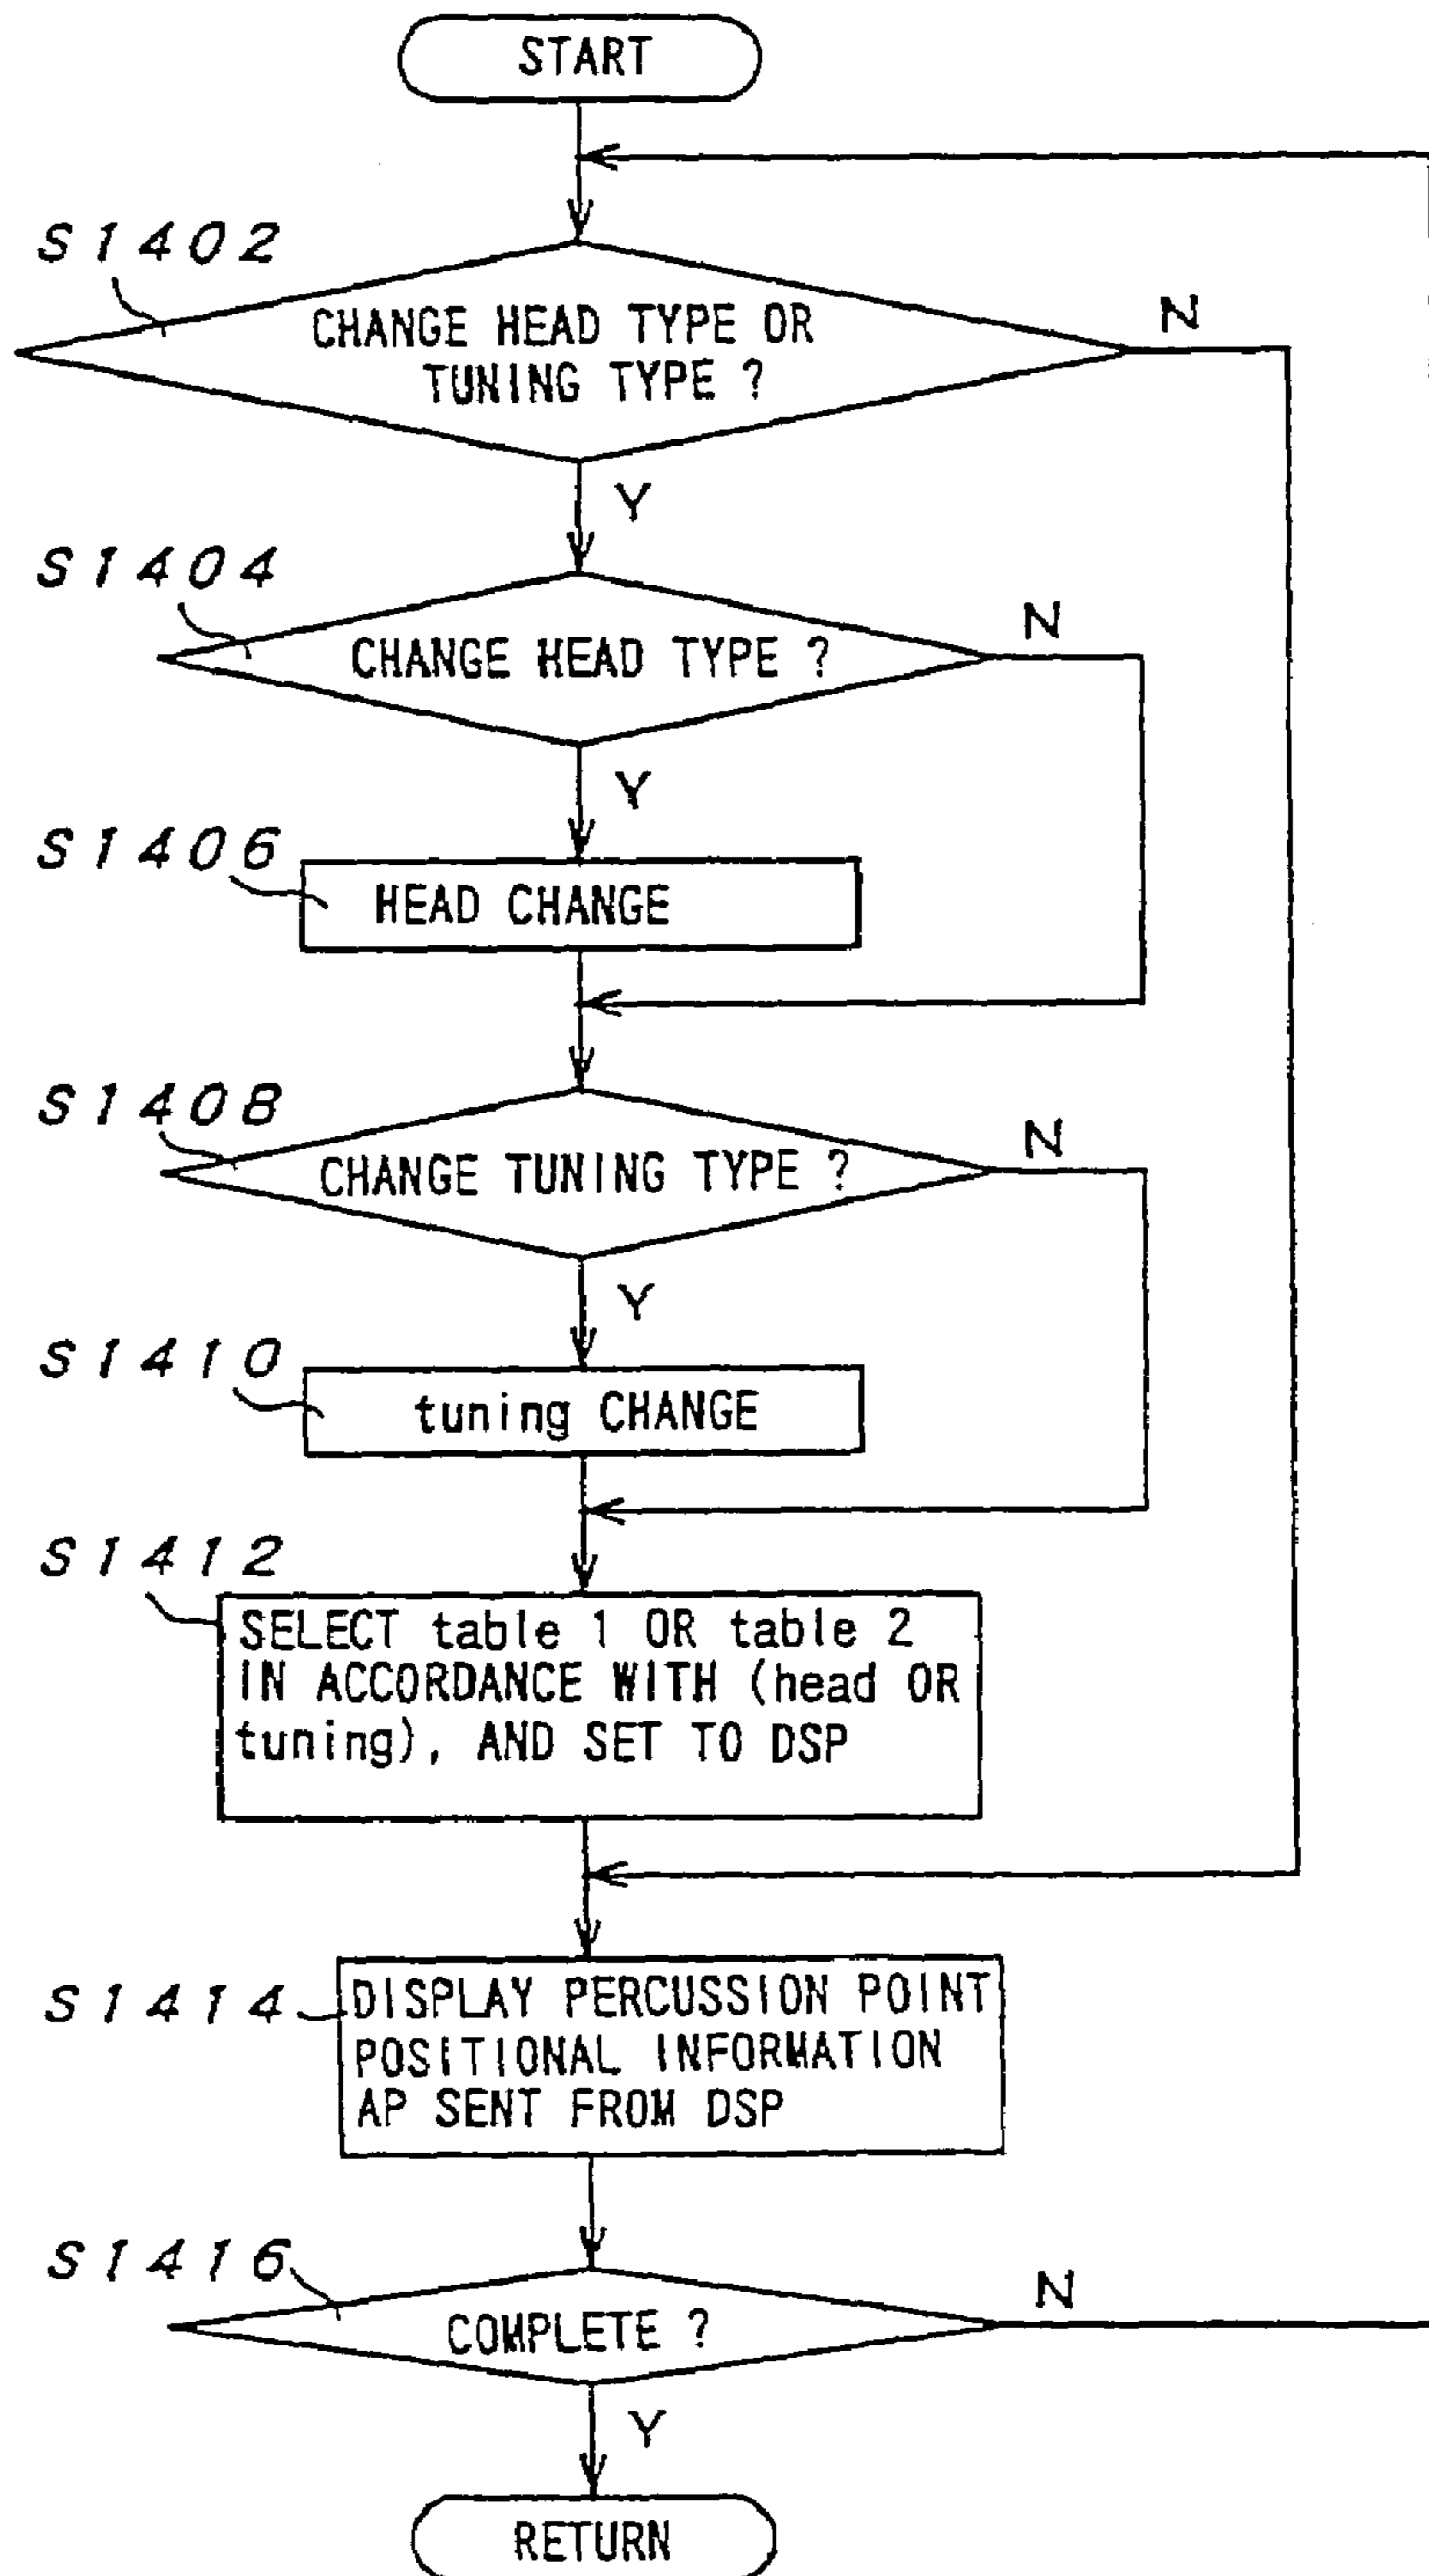 START
S1402
CHANGE HEAD TYPE OR
TUNING TYPE ?
N
Y
S1404
CHANGE HEAD TYPE ?
N
Y
S1406
HEAD CHANGE
S1408
CHANGE TUNING TYPE ?
N
Y
S1410
tuning CHANGE
S1412
SELECT table 1 OR table 2
IN ACCORDANCE WITH (head OR
tuning), AND SET TO DSP
S1414
DISPLAY PERCUSSION POINT
POSITIONAL INFORMATION
AP SENT FROM DSP
S1416
COMPLETE ?
N
Y
RETURN